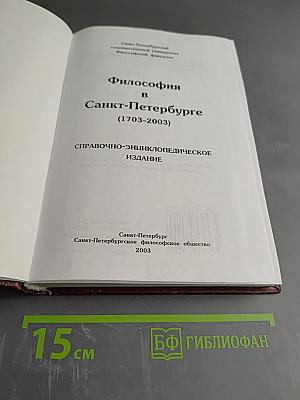 Санкт-Петербургский
государственный университет
Философский факультет
Философия
в
Санкт-Петербурге
(1703–2003)
СПРАВОЧНО-ЭНЦИКЛОПЕДИЧЕСКОЕ
ИЗДАНИЕ
Санкт-Петербург
Санкт-Петербургское философское общество
2003
15 см
БФ ГИБЛИОФАН